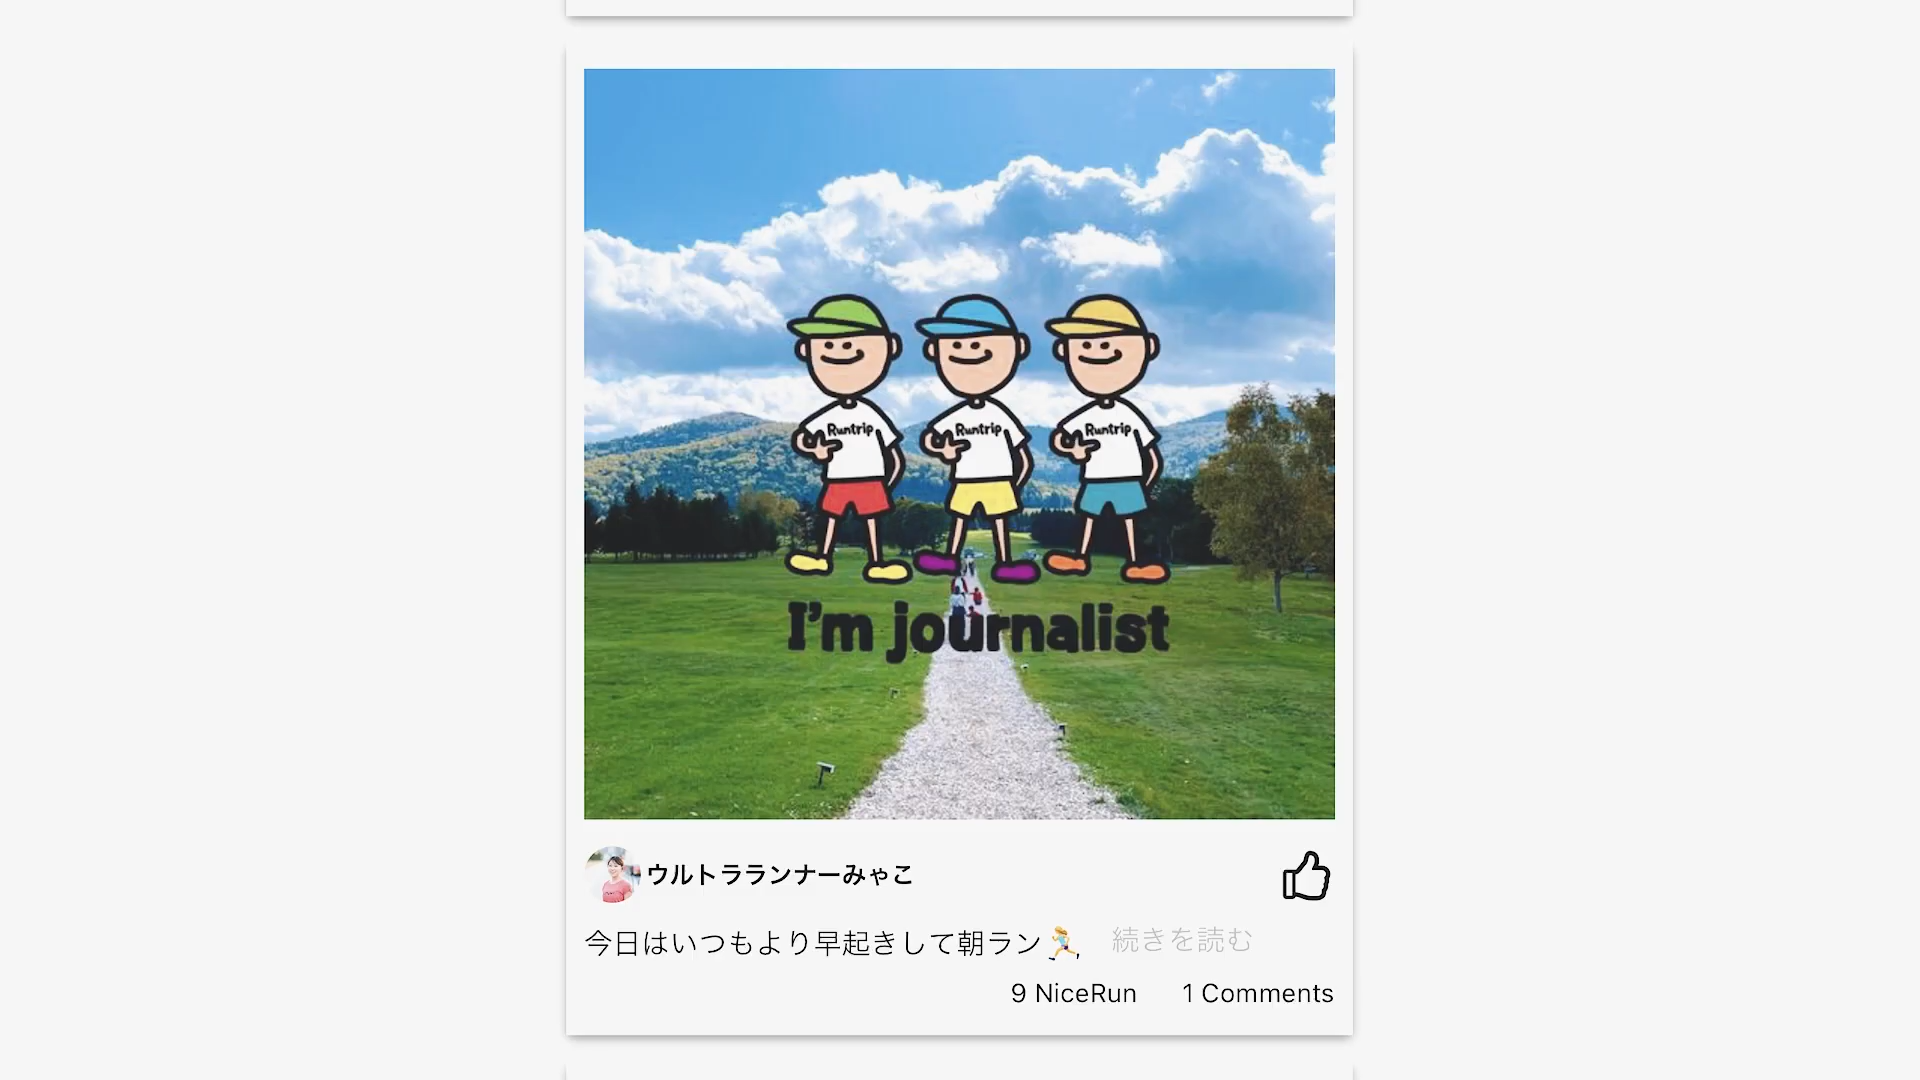 Runtrip Runtrip Runtrip
I'm journalist
ウルトラランナーみゃこ
今日はいつもより早起きして朝ラン🏃 続きを読む
9 NiceRun 1 Comments